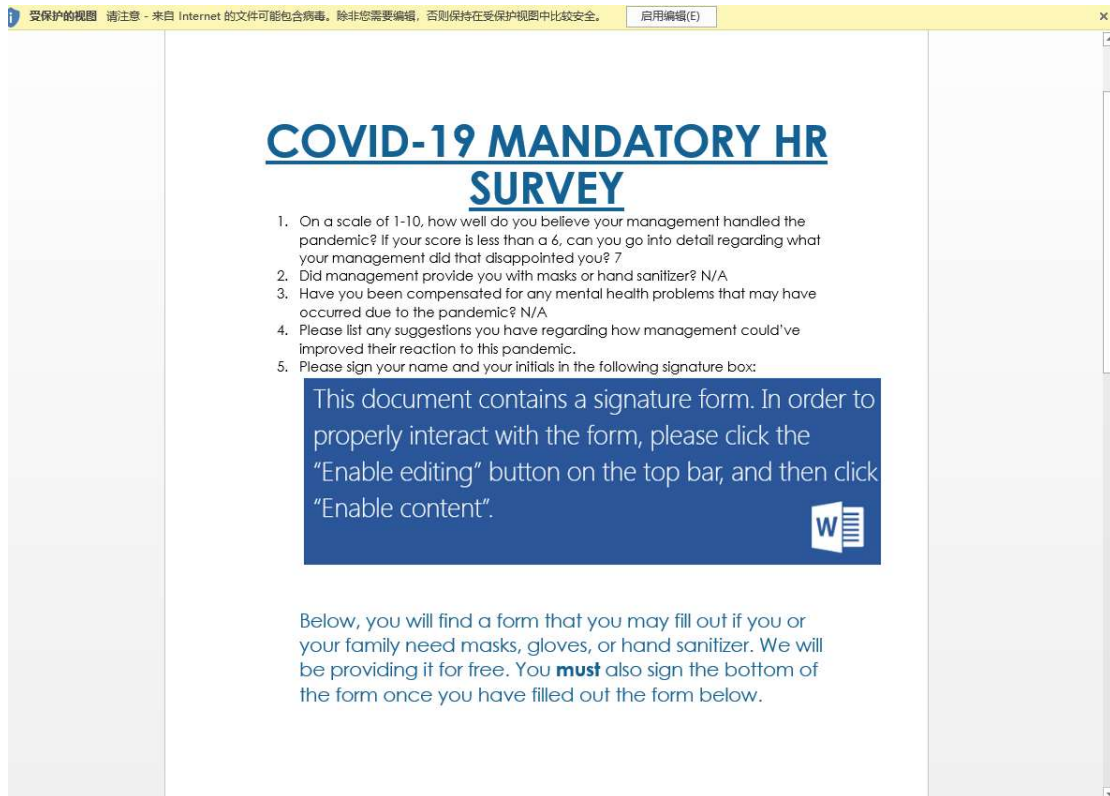 受保护的视图 请注意 - 来自 Internet 的文件可能包含病毒。除非您需要编辑，否则保持在受保护视图中比较安全。 启用编辑(E)
COVID-19 MANDATORY HR
SURVEY
1. On a scale of 1-10, how well do you believe your management handled the
pandemic? If your score is less than a 6, can you go into detail regarding what
your management did that disappointed you? 7
2. Did management provide you with masks or hand sanitizer? N/A
3. Have you been compensated for any mental health problems that may have
occurred due to the pandemic? N/A
4. Please list any suggestions you have regarding how management could've
improved their reaction to this pandemic.
5. Please sign your name and your initials in the following signature box:
This document contains a signature form. In order to
properly interact with the form, please click the
“Enable editing” button on the top bar, and then click
“Enable content”.
W
Below, you will find a form that you may fill out if you or
your family need masks, gloves, or hand sanitizer. We will
be providing it for free. You must also sign the bottom of
the form once you have filled out the form below.